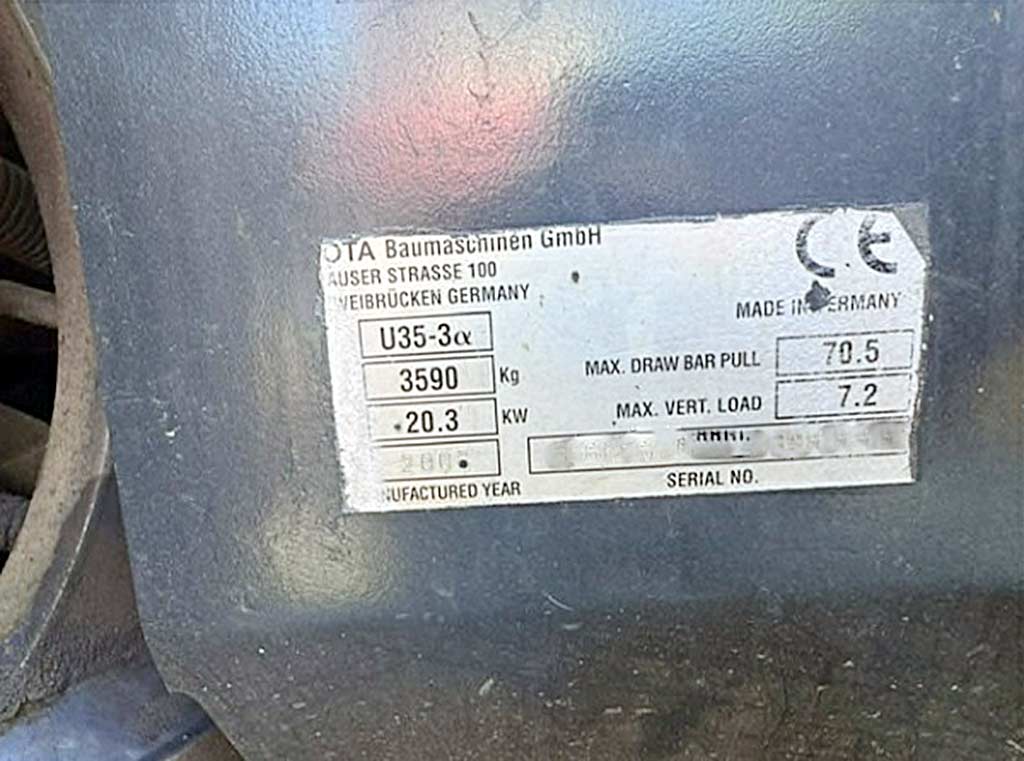 OTA Baumaschinen GmbH
AUSER STRASSE 100
WEIBRÜCKEN GERMANY
CE
MADE IN ERMANY
U35-3α
3590 Kg
20.3 KW
MAX. DRAW BAR PULL 70.5
MAX. VERT. LOAD 7.2
NUFACTURED YEAR
SERIAL NO.